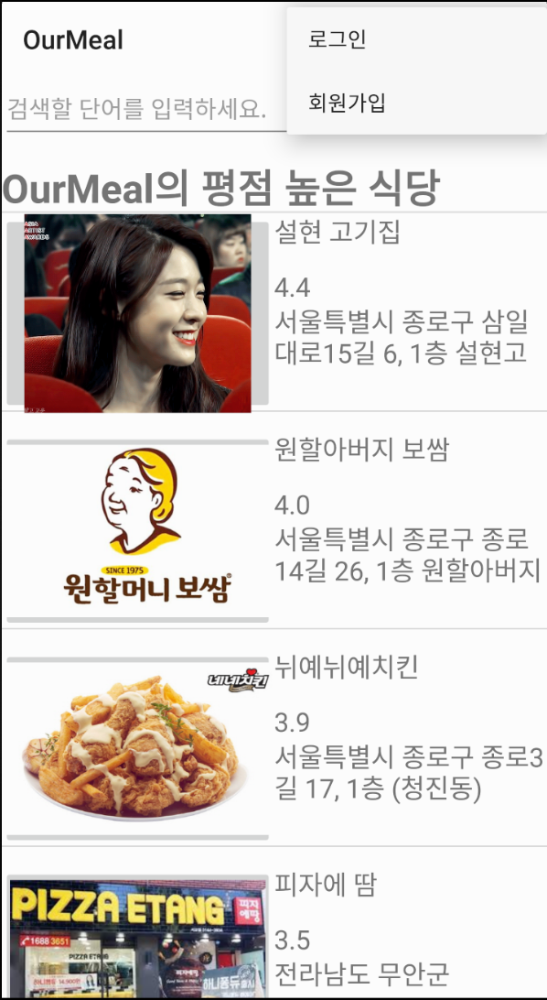 OurMeal
로그인
회원가입
검색할 단어를 입력하세요.
OurMeal의 평점 높은 식당
ASIA
ARTIST
AWARDS
설현 고기집
4.4
서울특별시 종로구 삼일
대로15길 6, 1층 설현고
SINCE 1975
원할머니 보쌈
원할아버지 보쌈
4.0
서울특별시 종로구 종로
14길 26, 1층 원할아버지
네네치킨
뉘예뉘예치킨
3.9
서울특별시 종로구 종로3
길 17, 1층 (청진동)
PIZZA ETANG
피자
에땅
1688 3651
PIZZA ETANG
피자에 땀
3.5
전라남도 무안군